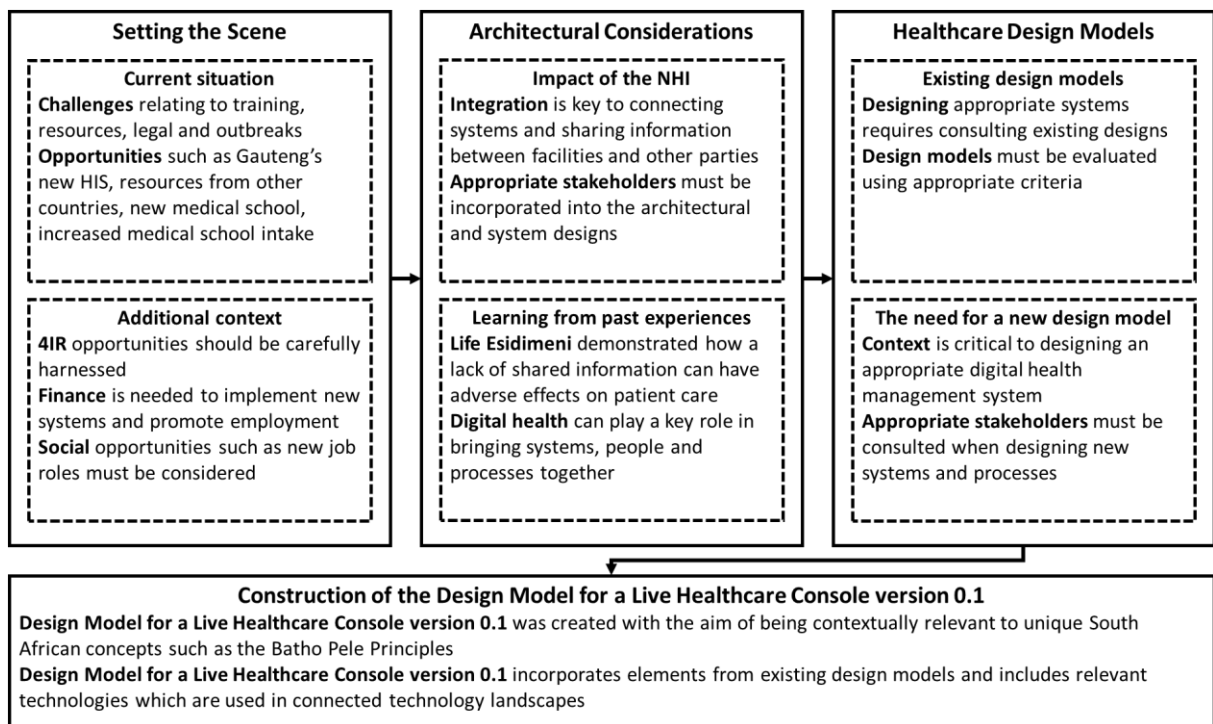 Setting the Scene
Current situation
Challenges relating to training,
resources, legal and outbreaks
Opportunities such as Gauteng's
new HIS, resources from other
countries, new medical school,
increased medical school intake
Additional context
4IR opportunities should be carefully
harnessed
Finance is needed to implement new
systems and promote employment
Social opportunities such as new job
roles must be considered
Architectural Considerations
Impact of the NHI
Integration is key to connecting
systems and sharing information
between facilities and other parties
Appropriate stakeholders must be
incorporated into the architectural
and system designs
Learning from past experiences
Life Esidimeni demonstrated how a
lack of shared information can have
adverse effects on patient care
Digital health can play a key role in
bringing systems, people and
processes together
Healthcare Design Models
Existing design models
Designing appropriate systems
requires consulting existing designs
Design models must be evaluated
using appropriate criteria
The need for a new design model
Context is critical to designing an
appropriate digital health
management system
Appropriate stakeholders must be
consulted when designing new
systems and processes
Construction of the Design Model for a Live Healthcare Console version 0.1
Design Model for a Live Healthcare Console version 0.1 was created with the aim of being contextually relevant to unique South
African concepts such as the Batho Pele Principles
Design Model for a Live Healthcare Console version 0.1 incorporates elements from existing design models and includes relevant
technologies which are used in connected technology landscapes